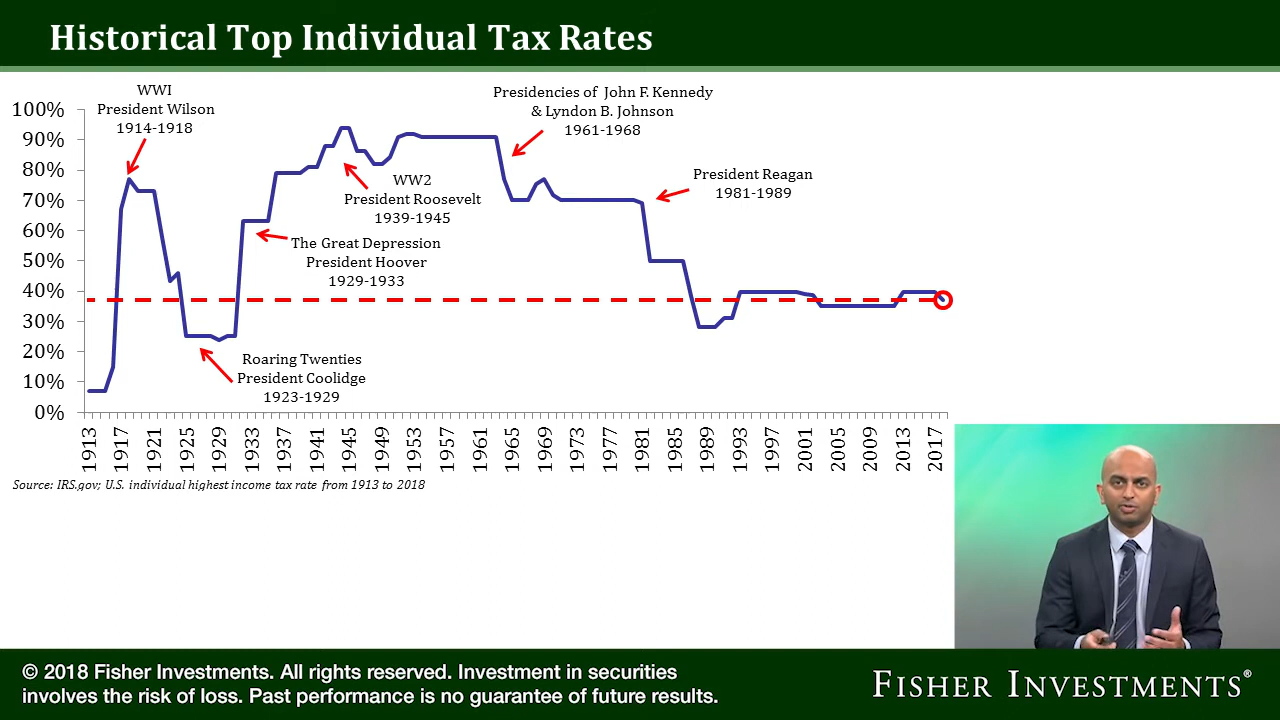 Historical Top Individual Tax Rates
WWI
President Wilson
1914-1918
Presidencies of John F. Kennedy
& Lyndon B. Johnson
1961-1968
President Reagan
1981-1989
WW2
President Roosevelt
1939-1945
The Great Depression
President Hoover
1929-1933
Roaring Twenties
President Coolidge
1923-1929
100%
90%
80%
70%
60%
50%
40%
30%
20%
10%
0%
1913
1917
1921
1925
1929
1933
1937
1941
1945
1949
1953
1957
1961
1965
1969
1973
1977
1981
1985
1989
1993
1997
2001
2005
2009
2013
2017
Source: IRS.gov; U.S. individual highest income tax rate from 1913 to 2018
© 2018 Fisher Investments. All rights reserved. Investment in securities
involves the risk of loss. Past performance is no guarantee of future results.
FISHER INVESTMENTS®